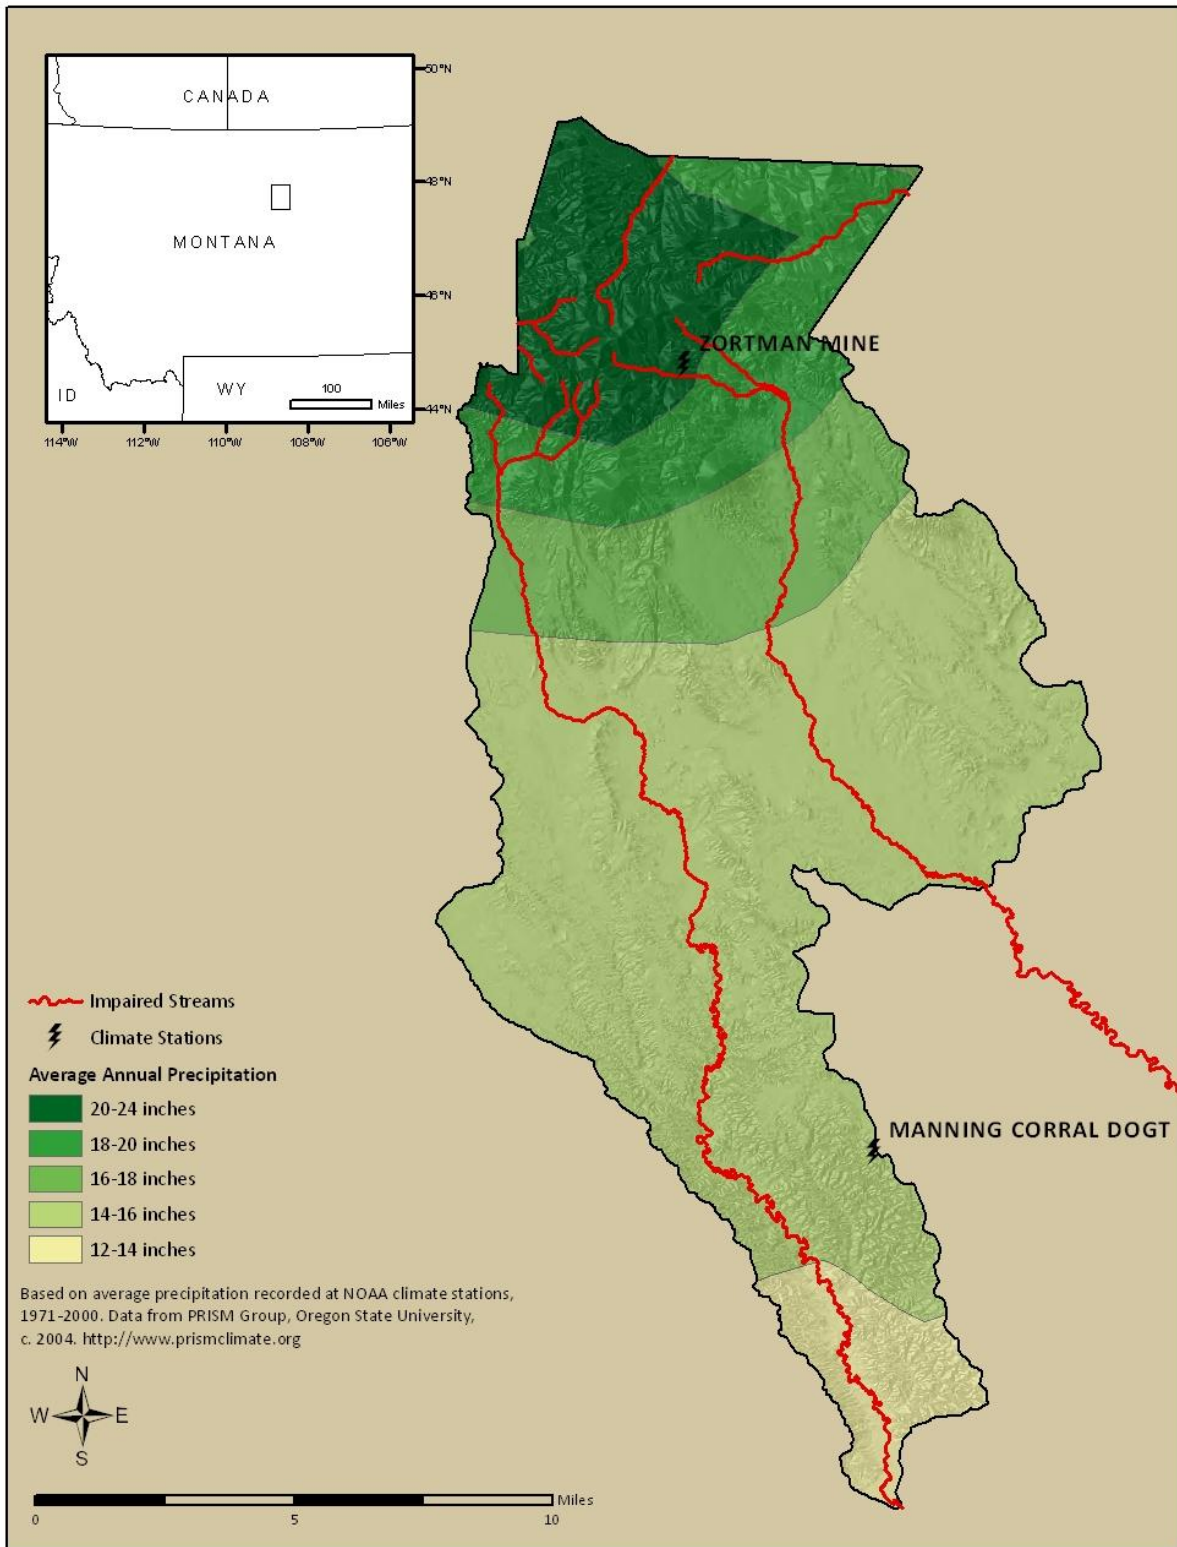 50°N
CANADA
48°N
MONTANA
46°N
ID
WY
100
Miles
44°N
114°W 112°W 110°W 108°W 106°W
ZORTMAN MINE
Impaired Streams
Climate Stations
Average Annual Precipitation
20-24 inches
18-20 inches
16-18 inches
14-16 inches
12-14 inches
MANNING CORRAL DOGT
Based on average precipitation recorded at NOAA climate stations,
1971-2000. Data from PRISM Group, Oregon State University,
c. 2004. http://www.prismclimate.org
N
W E
S
Miles
0 5 10